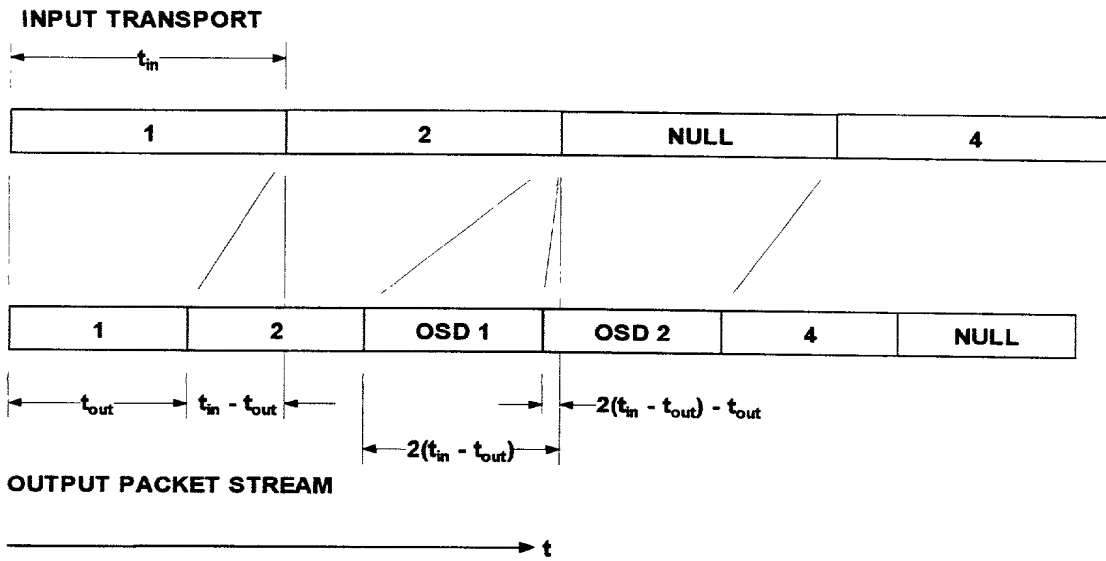 INPUT TRANSPORT
t_in
1 2 NULL 4
1 2 OSD 1 OSD 2 4 NULL
t_out t_in - t_out 2(t_in - t_out) - t_out
2(t_in - t_out)
OUTPUT PACKET STREAM
t